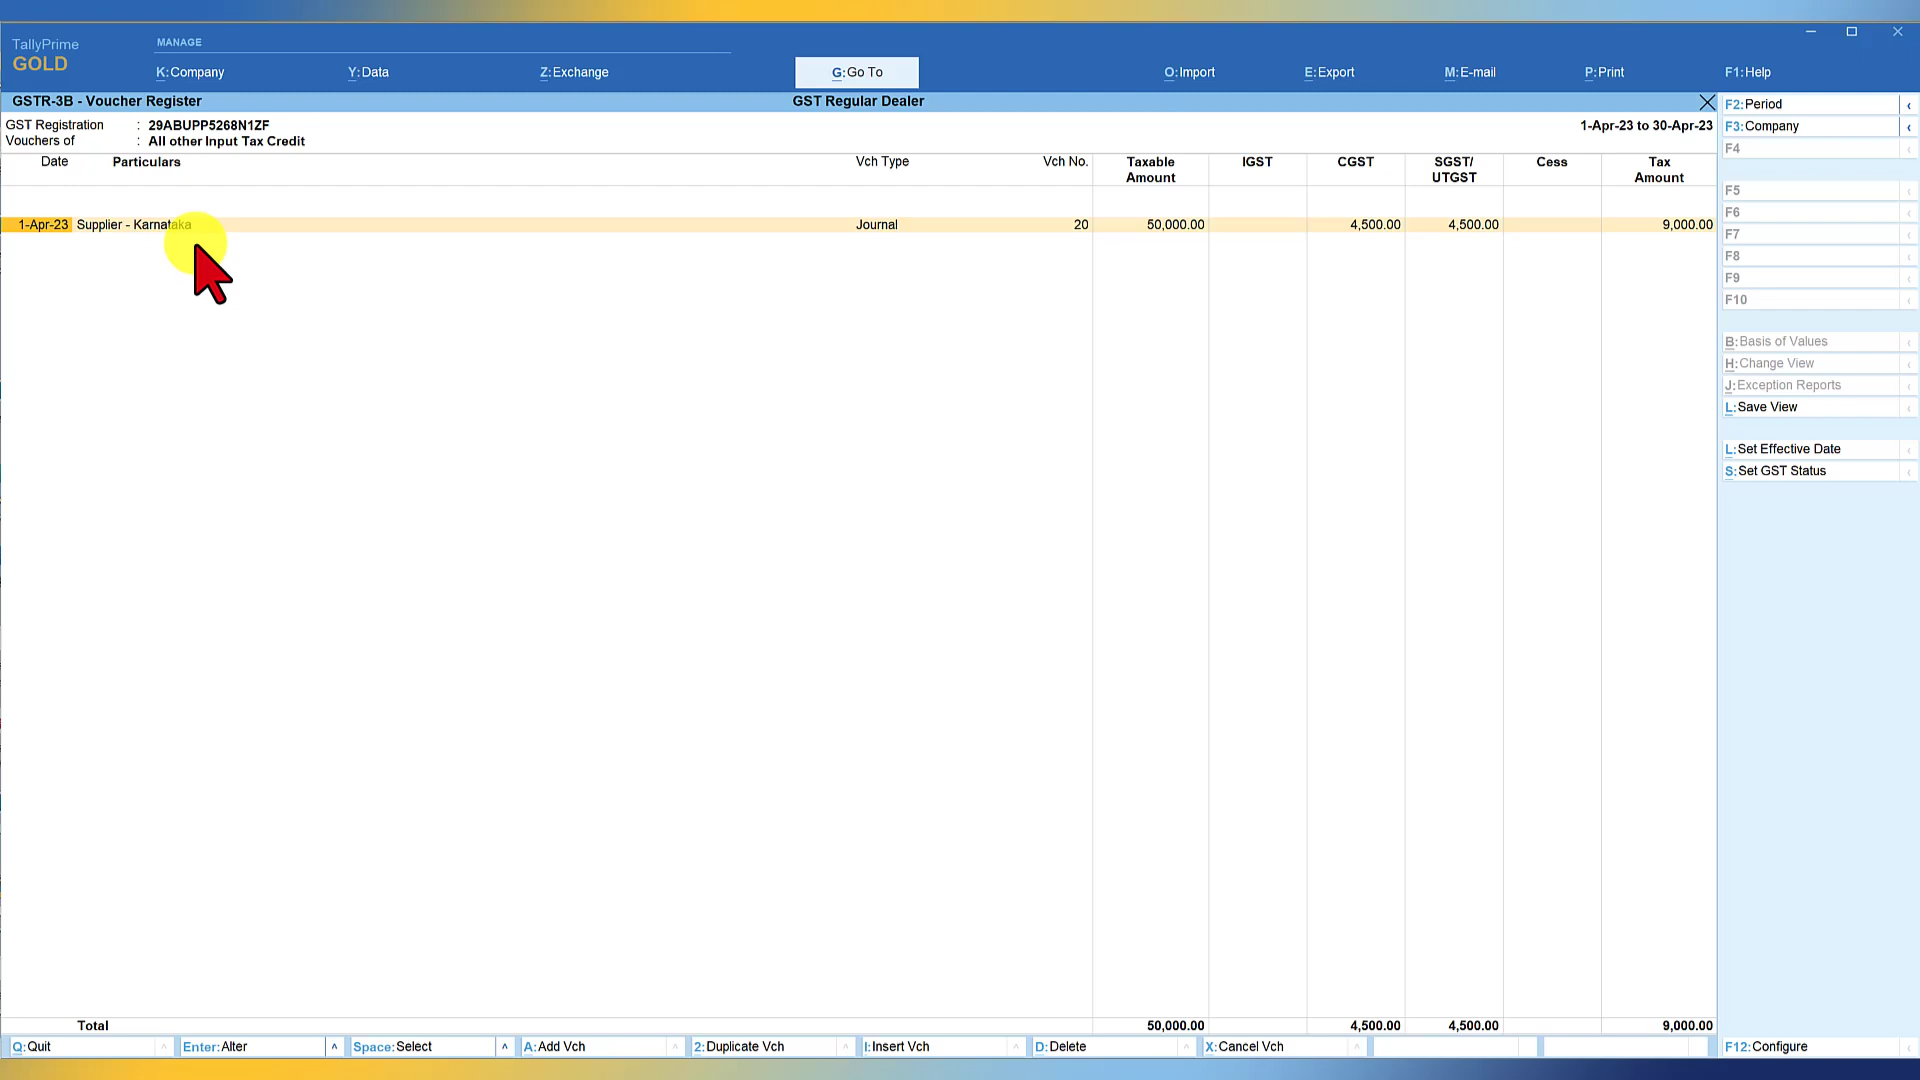 TallyPrime
GOLD
MANAGE
K:Company Y:Data Z:Exchange G:Go To O:Import E:Export M:E-mail P:Print F1:Help
GSTR-3B - Voucher Register GST Regular Dealer
GST Registration : 29ABUPP5268N1ZF 1-Apr-23 to 30-Apr-23
Vouchers of : All other Input Tax Credit
Date Particulars Vch Type Vch No. Taxable Amount IGST CGST SGST/ UTGST Cess Tax Amount
1-Apr-23 Supplier - Karnataka Journal 20 50,000.00 4,500.00 4,500.00 9,000.00
Total 50,000.00 4,500.00 4,500.00 9,000.00
F2:Period
F3:Company
F4
F5
F6
F7
F8
F9
F10
B:Basis of Values
H:Change View
J:Exception Reports
L:Save View
L:Set Effective Date
S:Set GST Status
Q:Quit Enter:Alter Space:Select A:Add Vch 2:Duplicate Vch I:Insert Vch D:Delete X:Cancel Vch F12:Configure